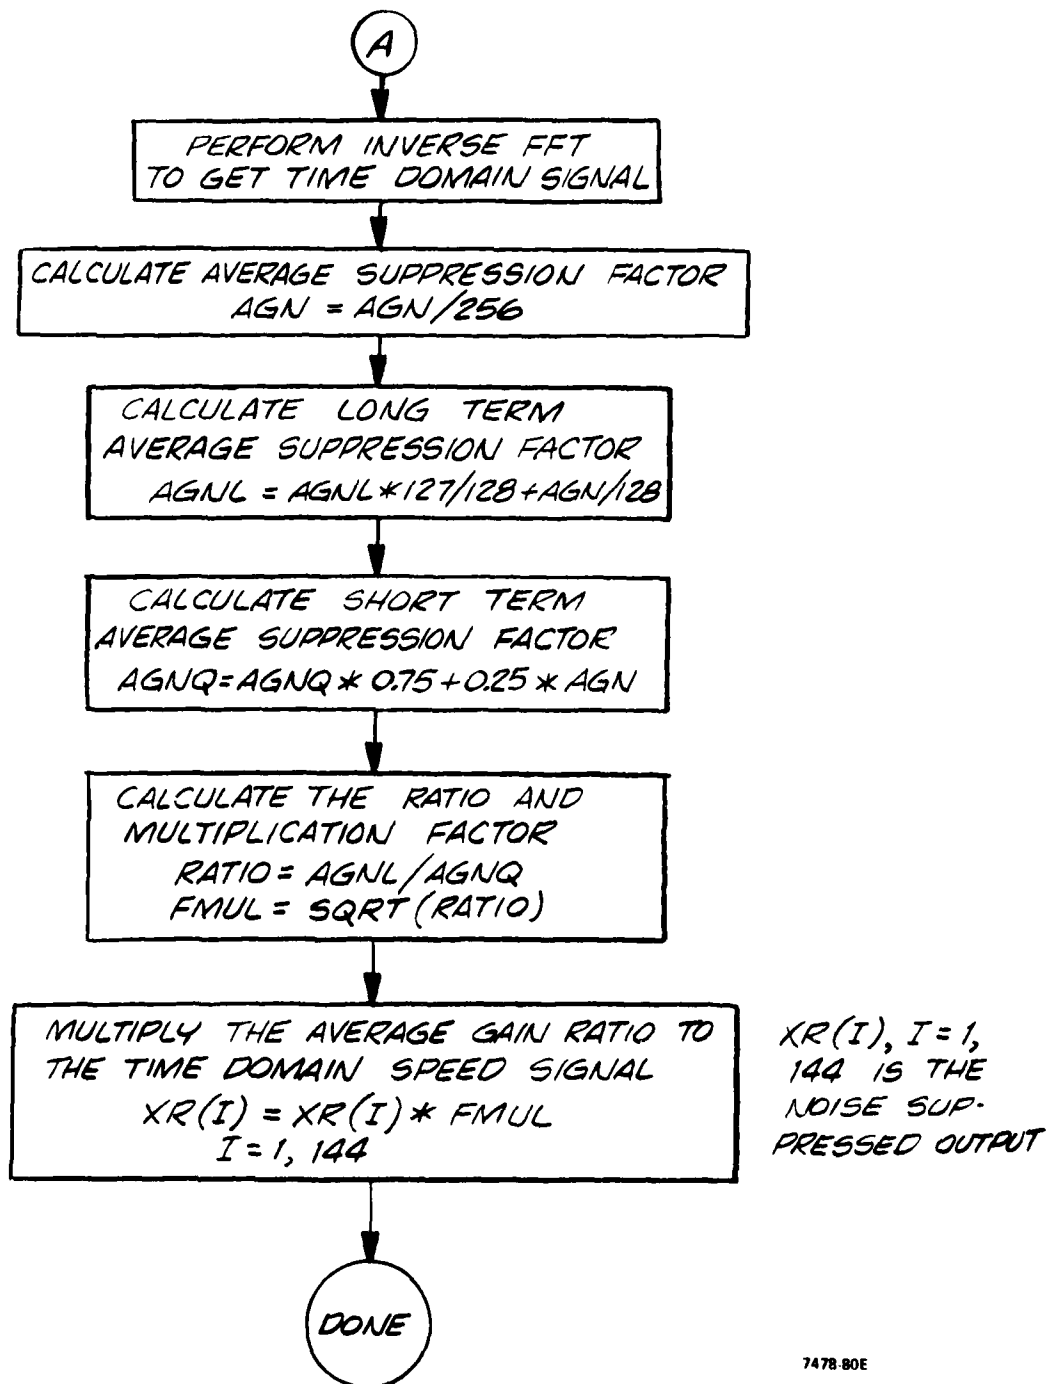 A
PERFORM INVERSE FFT
TO GET TIME DOMAIN SIGNAL
CALCULATE AVERAGE SUPPRESSION FACTOR
AGN = AGN/256
CALCULATE LONG TERM
AVERAGE SUPPRESSION FACTOR
AGNL = AGNL*127/128+AGN/128
CALCULATE SHORT TERM
AVERAGE SUPPRESSION FACTOR
AGNQ=AGNQ * 0.75+0.25 * AGN
CALCULATE THE RATIO AND
MULTIPLICATION FACTOR
RATIO= AGNL/AGNQ
FMUL = SQRT (RATIO)
MULTIPLY THE AVERAGE GAIN RATIO TO
THE TIME DOMAIN SPEED SIGNAL
XR(I) = XR(I)* FMUL
I=1, 144
XR(I), I=1,
144 IS THE
NOISE SUP-
PRESSED OUTPUT
DONE
7478-80E